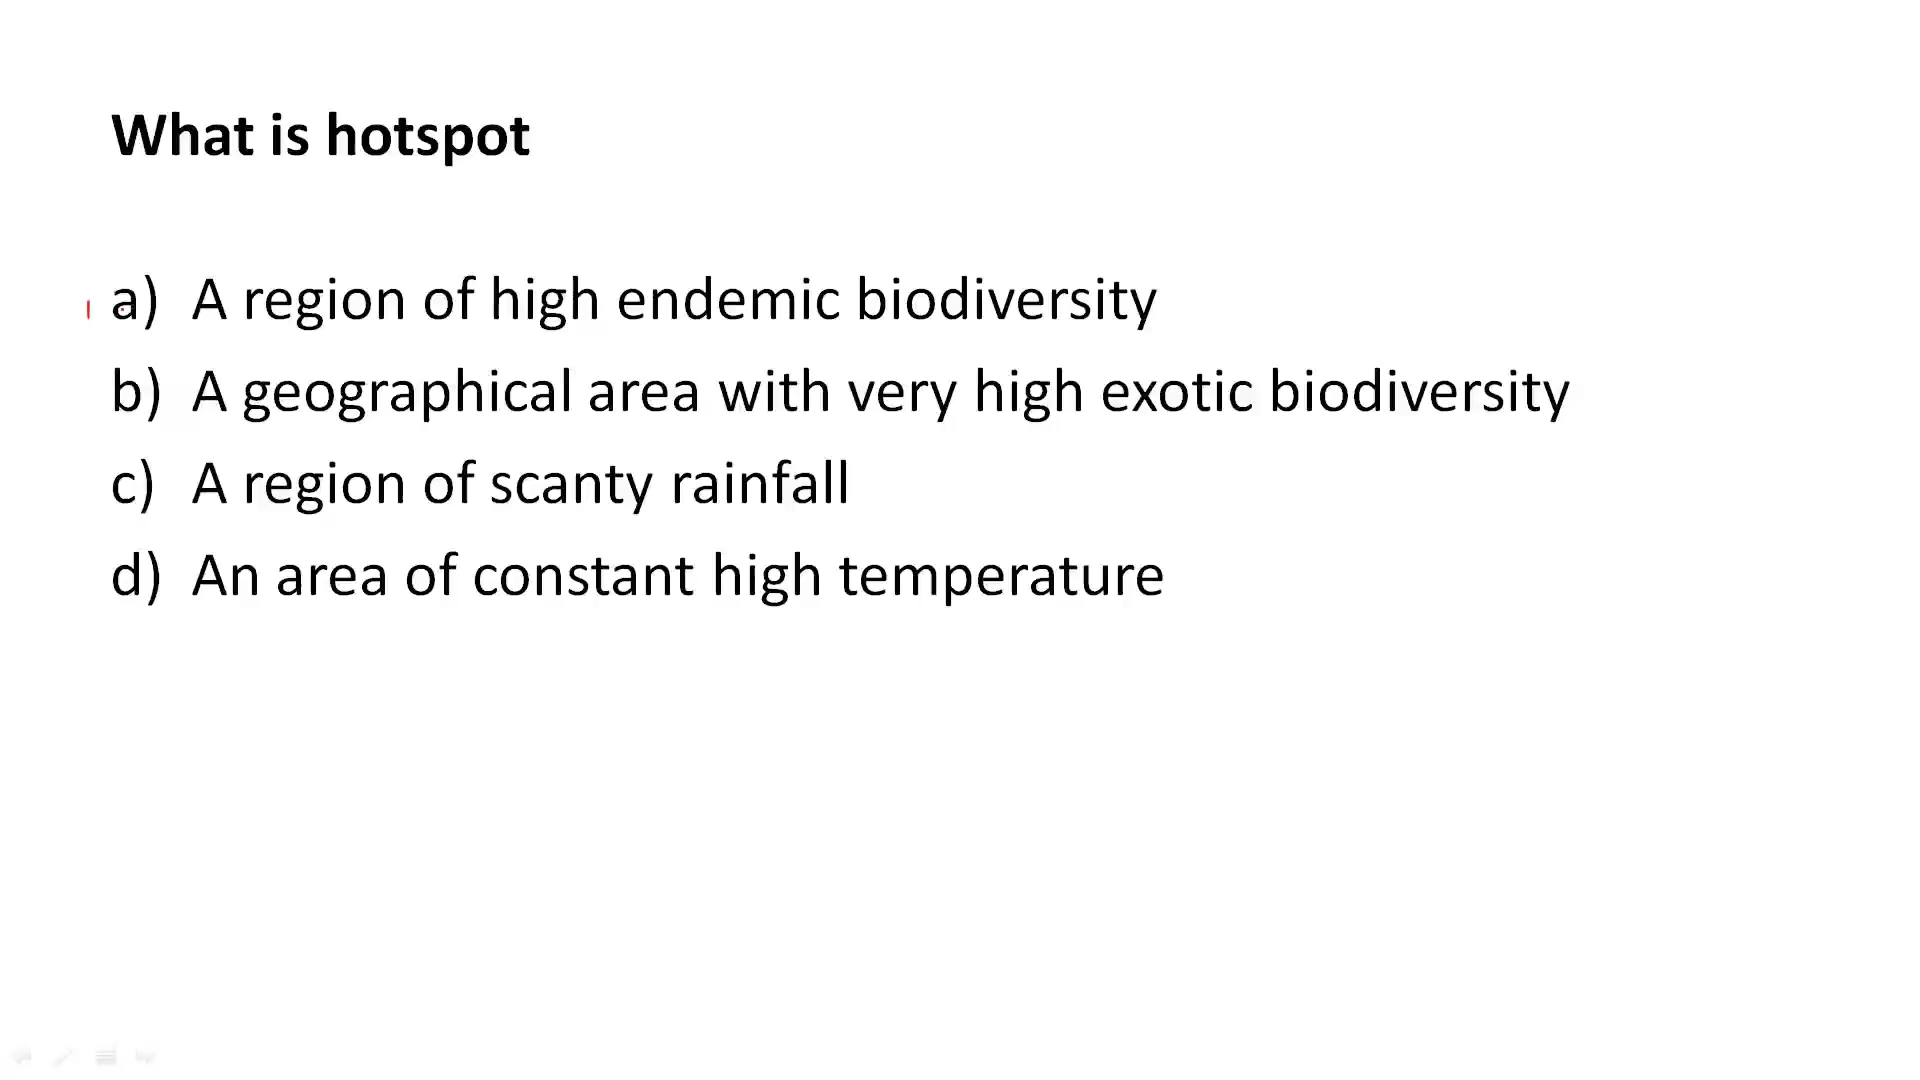 What is hotspot
a) A region of high endemic biodiversity
b) A geographical area with very high exotic biodiversity
c) A region of scanty rainfall
d) An area of constant high temperature